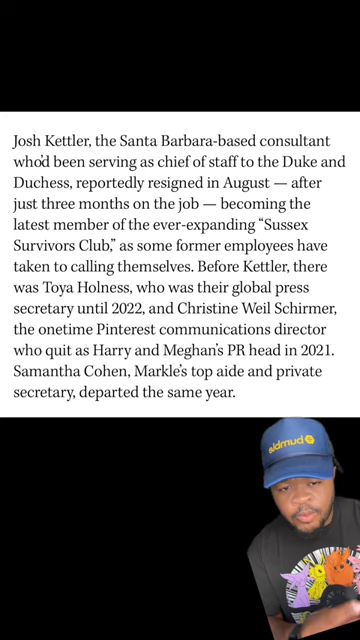 Josh Kettler, the Santa Barbara-based consultant
who'd been serving as chief of staff to the Duke and
Duchess, reportedly resigned in August — after
just three months on the job — becoming the
latest member of the ever-expanding “Sussex
Survivors Club,” as some former employees have
taken to calling themselves. Before Kettler, there
was Toya Holness, who was their global press
secretary until 2022, and Christine Weil Schirmer,
the onetime Pinterest communications director
who quit as Harry and Meghan’s PR head in 2021.
Samantha Cohen, Markle’s top aide and private
secretary, departed the same year.